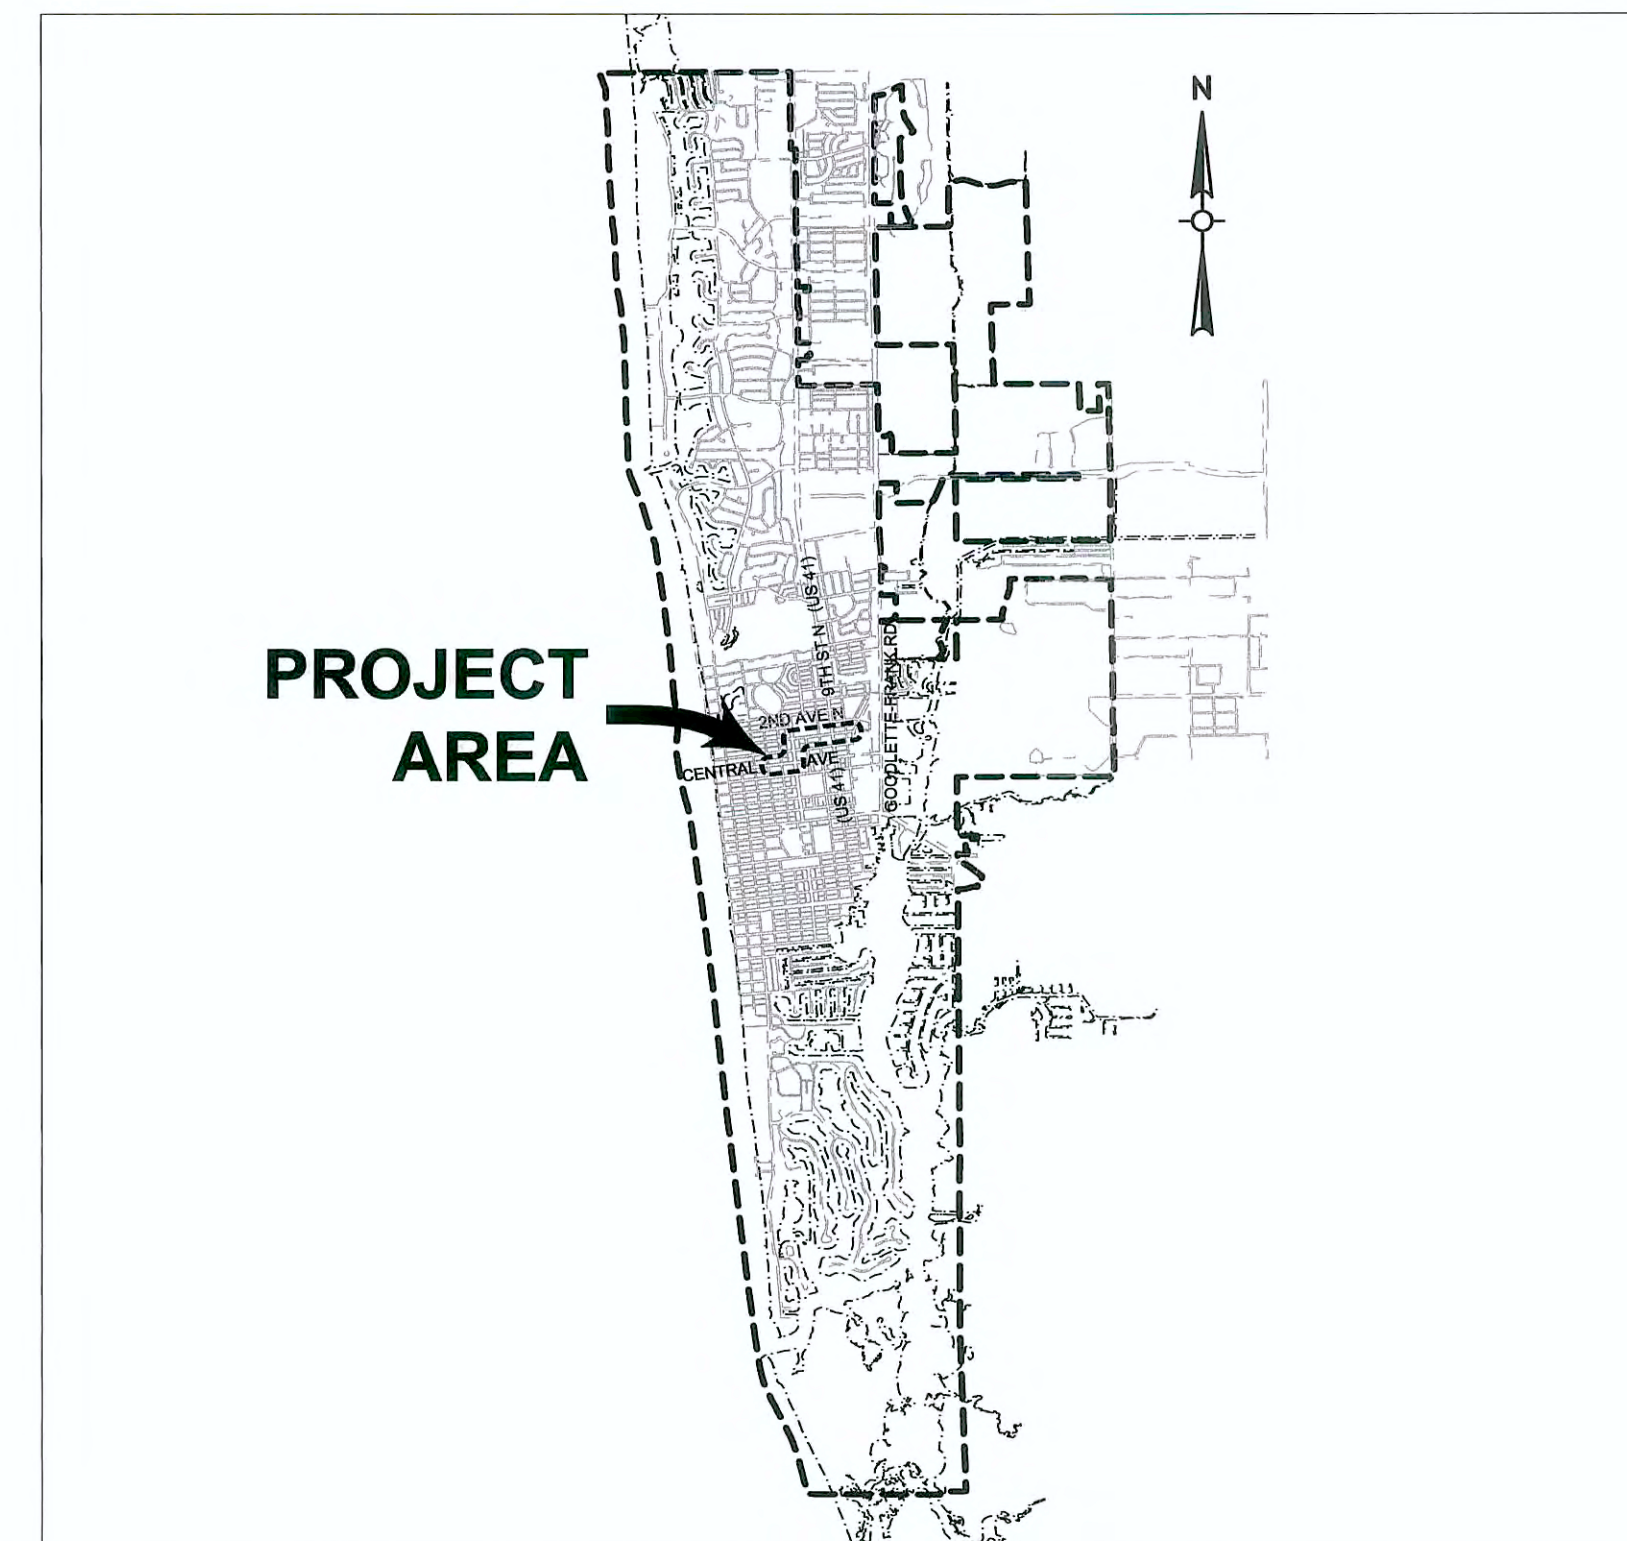 N
PROJECT
AREA
9TH ST N (US 41)
GOODLETTE-FRANK RD
2ND AVE N
CENTRAL AVE
(US 41)